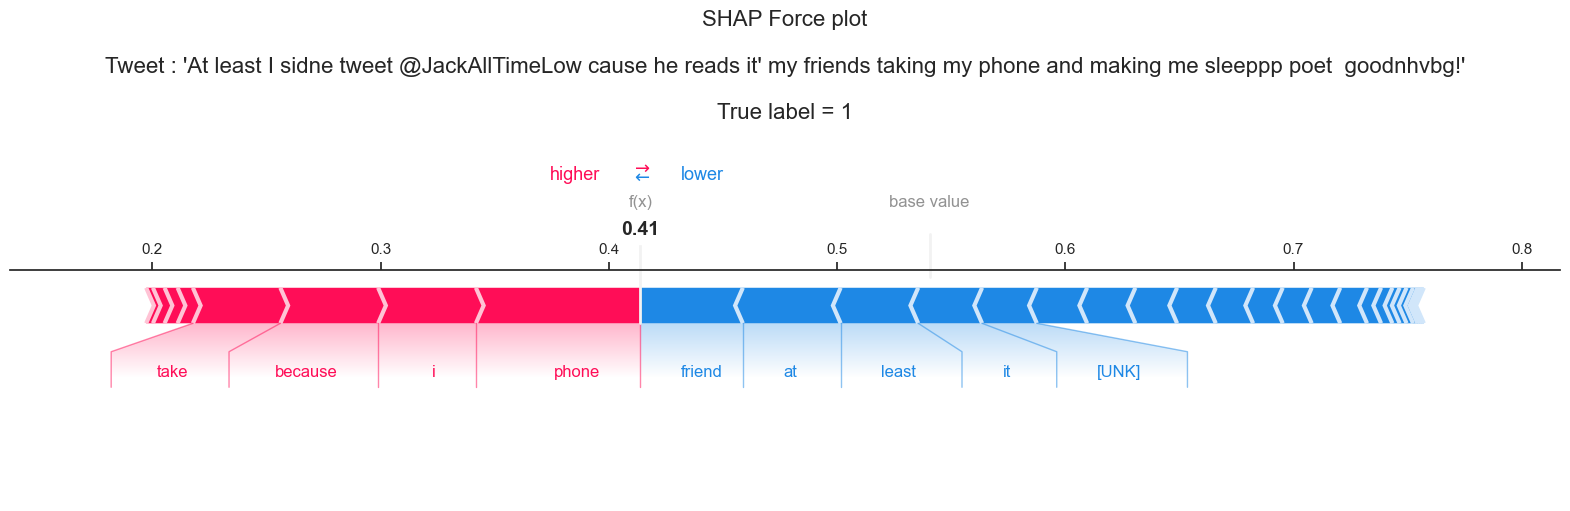 SHAP Force plot
Tweet : 'At least I sidne tweet @JackAllTimeLow cause he reads it' my friends taking my phone and making me sleeppp poet  goodnhvbg!'
True label = 1
higher ⇄ lower
f(x) base value
0.41
0.2 0.3 0.4 0.5 0.6 0.7 0.8
take because i phone friend at least it [UNK]